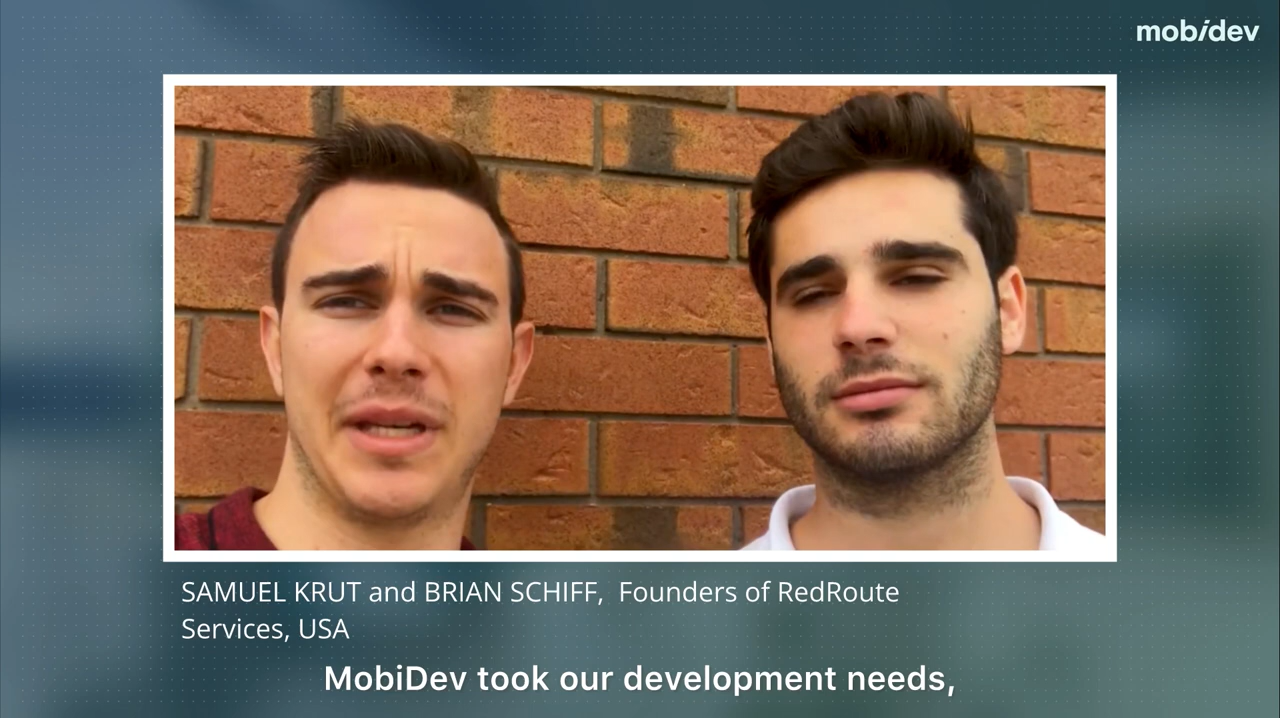 mobidev
SAMUEL KRUT and BRIAN SCHIFF, Founders of RedRoute
Services, USA
MobiDev took our development needs,